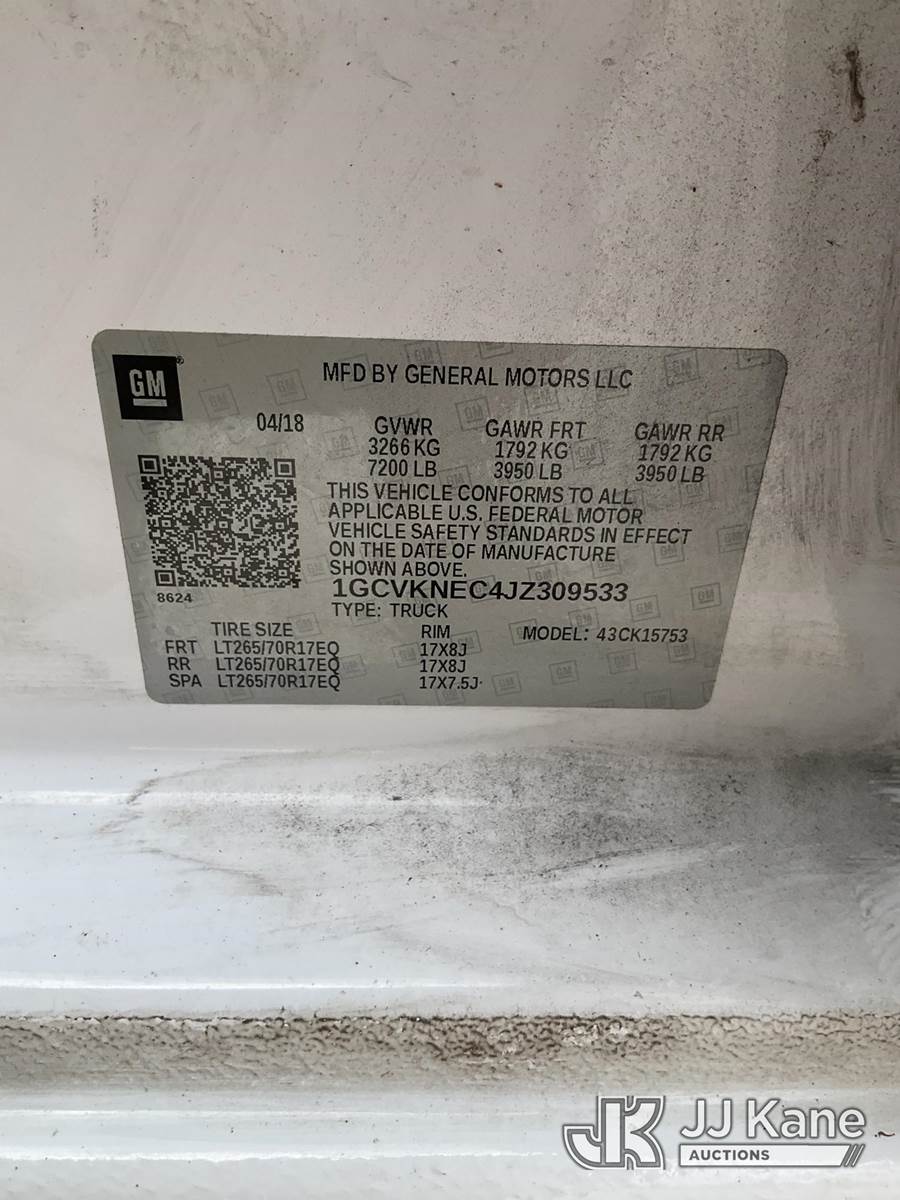 GM
MFD BY GENERAL MOTORS LLC
04/18 GVWR GAWR FRT GAWR RR
3266 KG 1792 KG 1792 KG
7200 LB 3950 LB 3950 LB
THIS VEHICLE CONFORMS TO ALL
APPLICABLE U.S. FEDERAL MOTOR
VEHICLE SAFETY STANDARDS IN EFFECT
ON THE DATE OF MANUFACTURE
SHOWN ABOVE.
8624
1GCVKNEC4JZ309533
TYPE: TRUCK
TIRE SIZE RIM MODEL: 43CK15753
FRT LT265/70R17EQ 17X8J
RR LT265/70R17EQ 17X8J
SPA LT265/70R17EQ 17X7.5J
JK JJ Kane
AUCTIONS